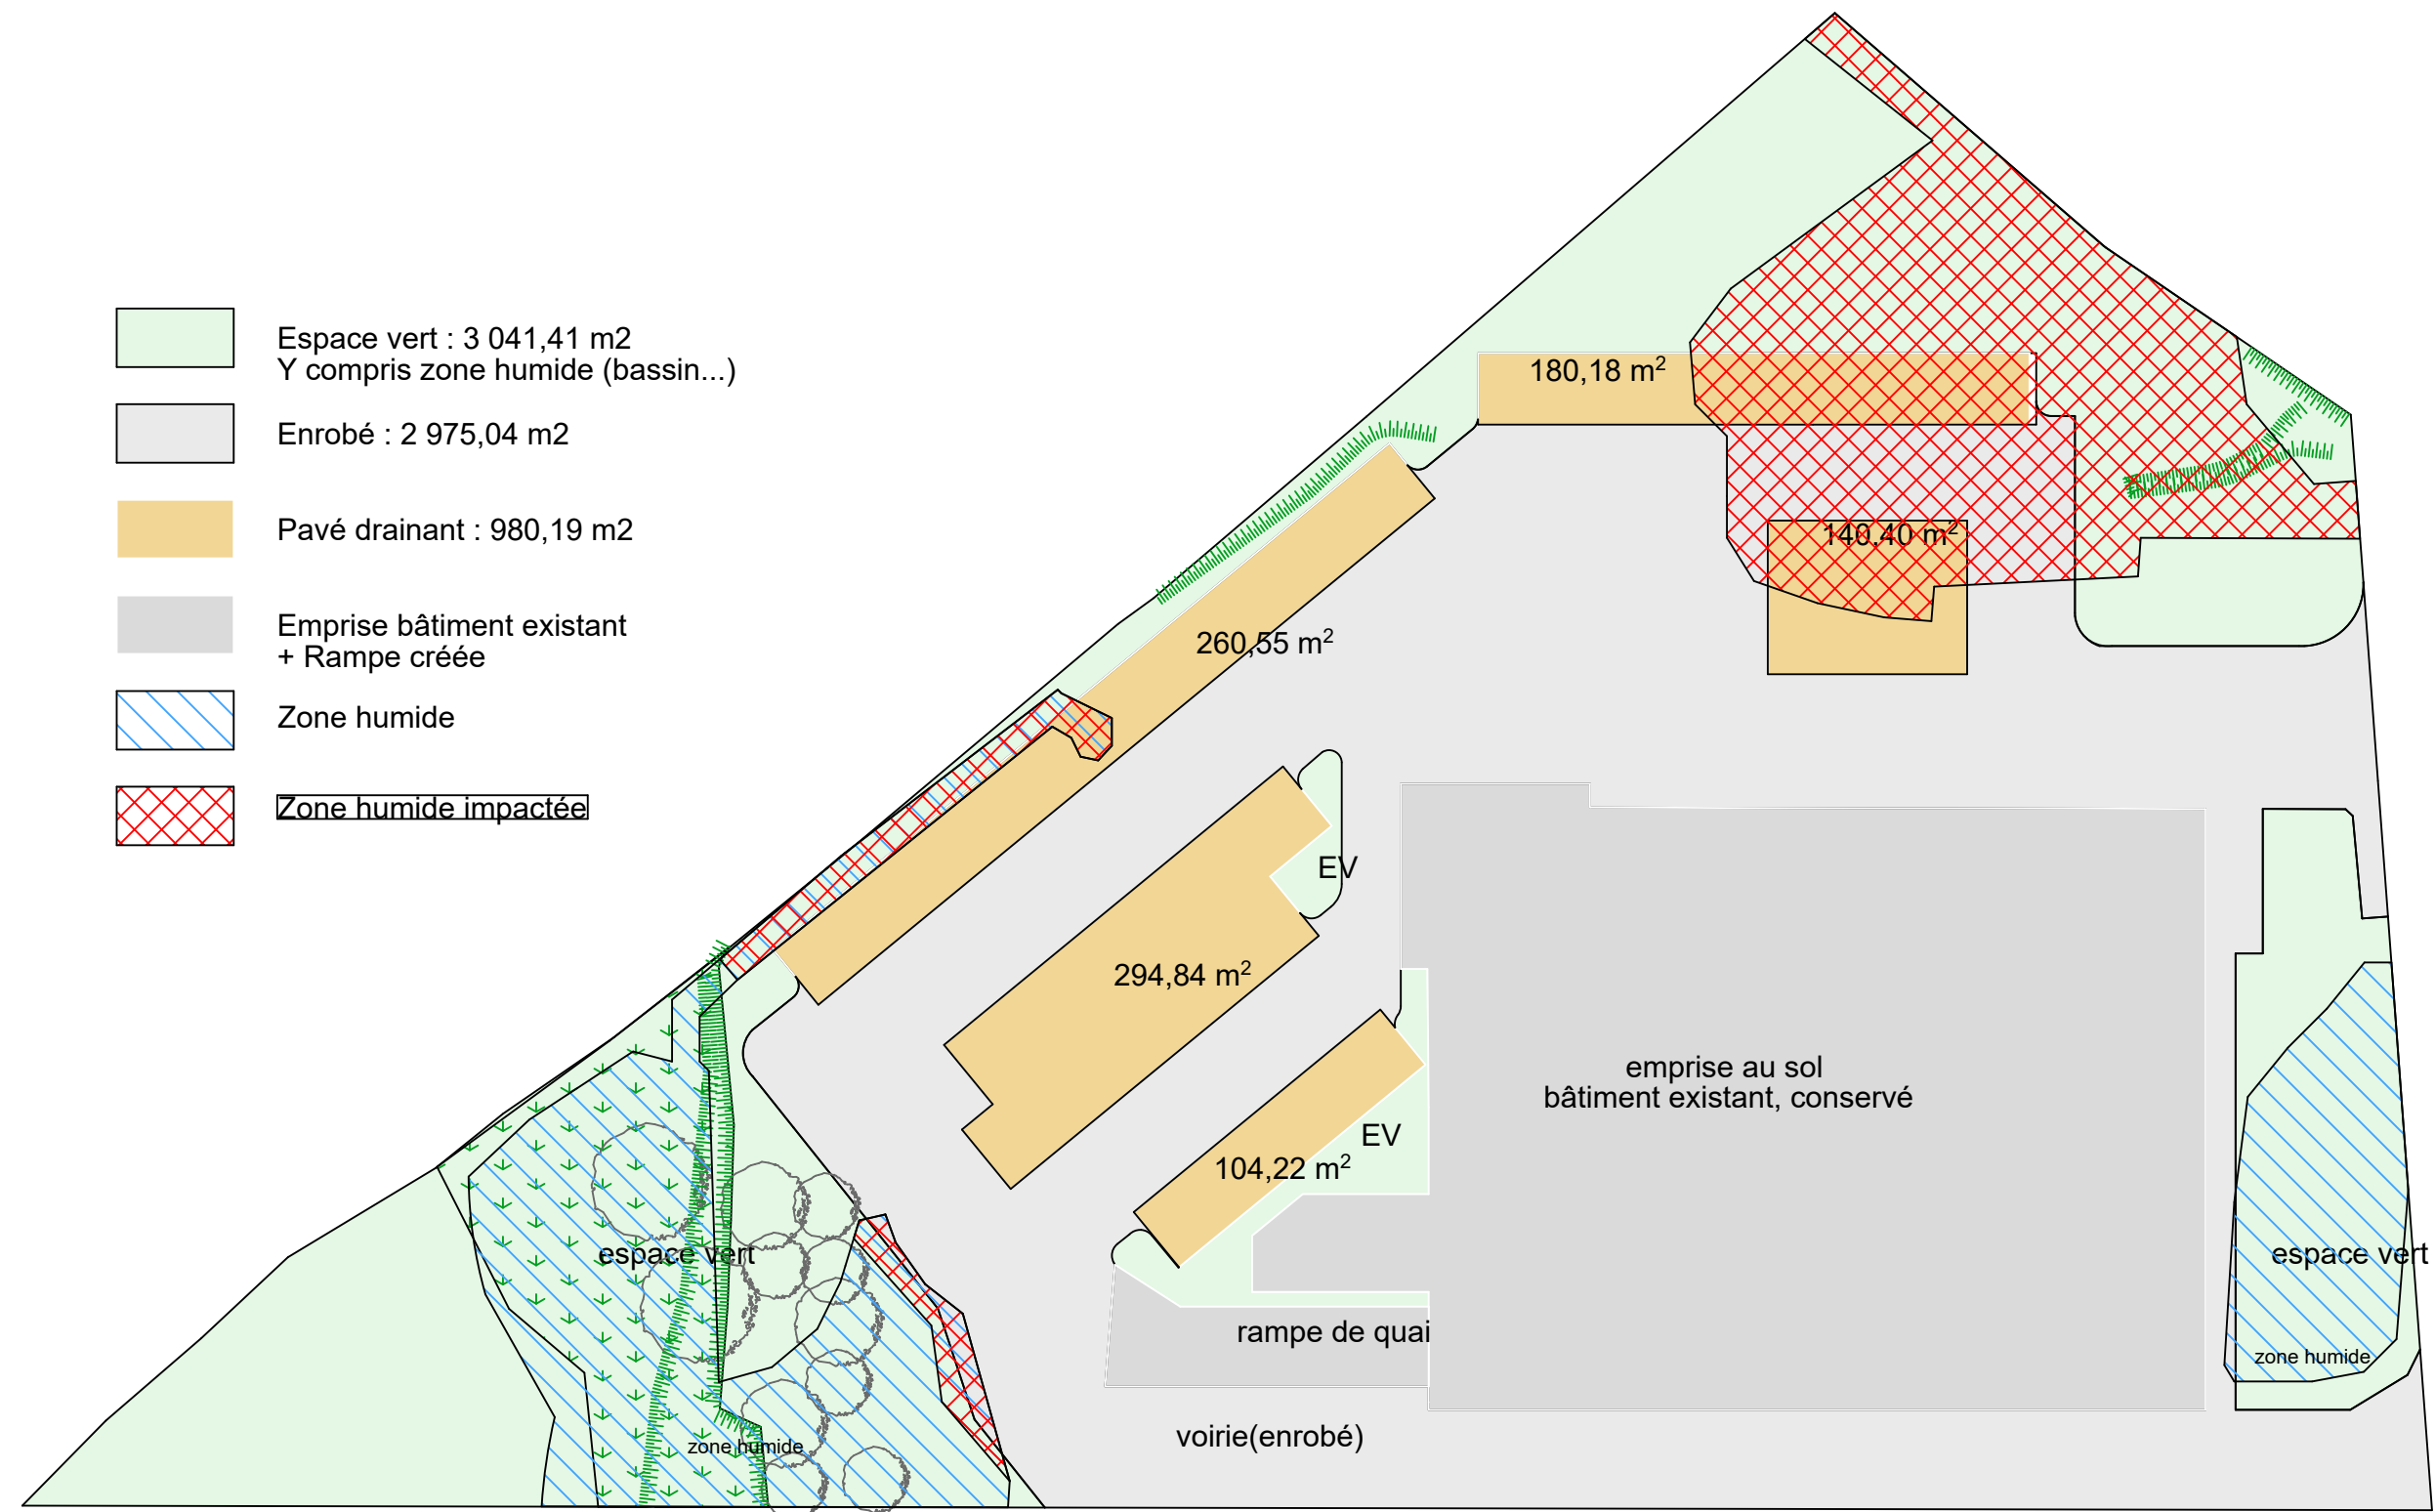 Espace vert : 3 041,41 m2
Y compris zone humide (bassin...)
Enrobé : 2 975,04 m2
Pavé drainant : 980,19 m2
Emprise bâtiment existant
+ Rampe créée
Zone humide
Zone humide impactée
180,18 m²
140,40 m²
260,55 m²
EV
294,84 m²
EV
104,22 m²
emprise au sol
bâtiment existant, conservé
espace vert
espace vert
rampe de quai
zone humide
voirie(enrobé)
zone humide